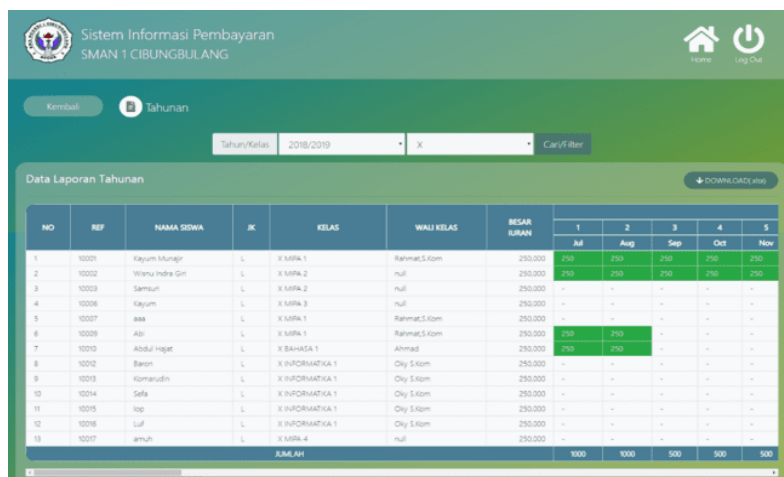 Sistem Informasi Pembayaran
SMAN 1 CIBUNGBULANG
Home
Log Out
Kembali
Tahunan
Tahun/Kelas 2018/2019 X Cari/Filter
Data Laporan Tahunan
DOWNLOAD(.xlsx)
NO REF NAMA SISWA JK KELAS WALI KELAS BESAR IURAN 1 2 3 4 5
Jul Aug Sep Oct Nov
1 10001 Kayum Munajir L X MIPA 1 Rahmat,S.Kom 250,000 250 250 250 250 250
2 10002 Wisnu Indra Giri L X MIPA 2 null 250,000 250 250 250 250 250
3 10003 Samsuri L X MIPA 2 null 250,000 - - - - -
4 10006 Kayum L X MIPA 3 null 250,000 - - - - -
5 10007 aaa L X MIPA 1 Rahmat,S.Kom 250,000 - - - - -
6 10009 Abi L X MIPA 1 Rahmat,S.Kom 250,000 250 250 - - -
7 10010 Abdul Hajat L X BAHASA 1 Ahmad 250,000 250 250 - - -
8 10012 Baron L X INFORMATIKA 1 Oky S.Kom 250,000 - - - - -
9 10013 Komarudin L X INFORMATIKA 1 Oky S.Kom 250,000 - - - - -
10 10014 Sefa L X INFORMATIKA 1 Oky S.Kom 250,000 - - - - -
11 10015 lop L X INFORMATIKA 1 Oky S.Kom 250,000 - - - - -
12 10016 Luf L X INFORMATIKA 1 Oky S.Kom 250,000 - - - - -
13 10017 amuh L X MIPA 4 null 250,000 - - - - -
JUMLAH 1000 1000 500 500 500